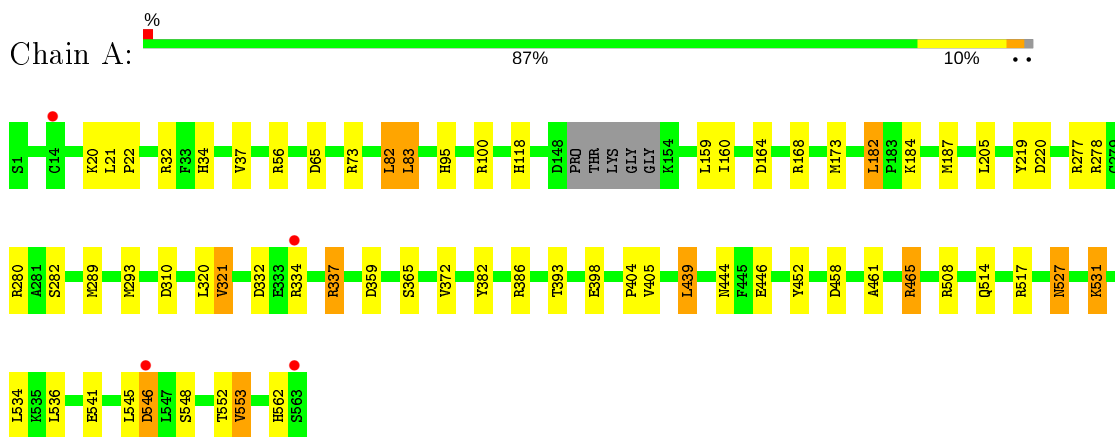 %
Chain A:
87% 10% • •
S1 C14 K20 L21 P22 R32 F33 H34 V37 R56 D65 R73 L82 L83 H95 R100 H118 D148 PRO THR LYS GLY GLY K154 L159 I160 D164 R168 M173 L182 P183 K184 M187 L205 Y219 D220 R277 R278 G279
R280 A281 S282 M289 M293 D310 L320 V321 D332 E333 R334 R337 D359 S365 V372 Y382 R386 T393 E398 P404 V405 L439 N444 F445 E446 Y452 D458 A461 R465 R508 Q514 R517 N527 K531
L534 K535 L536 E541 L545 D546 L547 S548 T552 V553 H562 S563